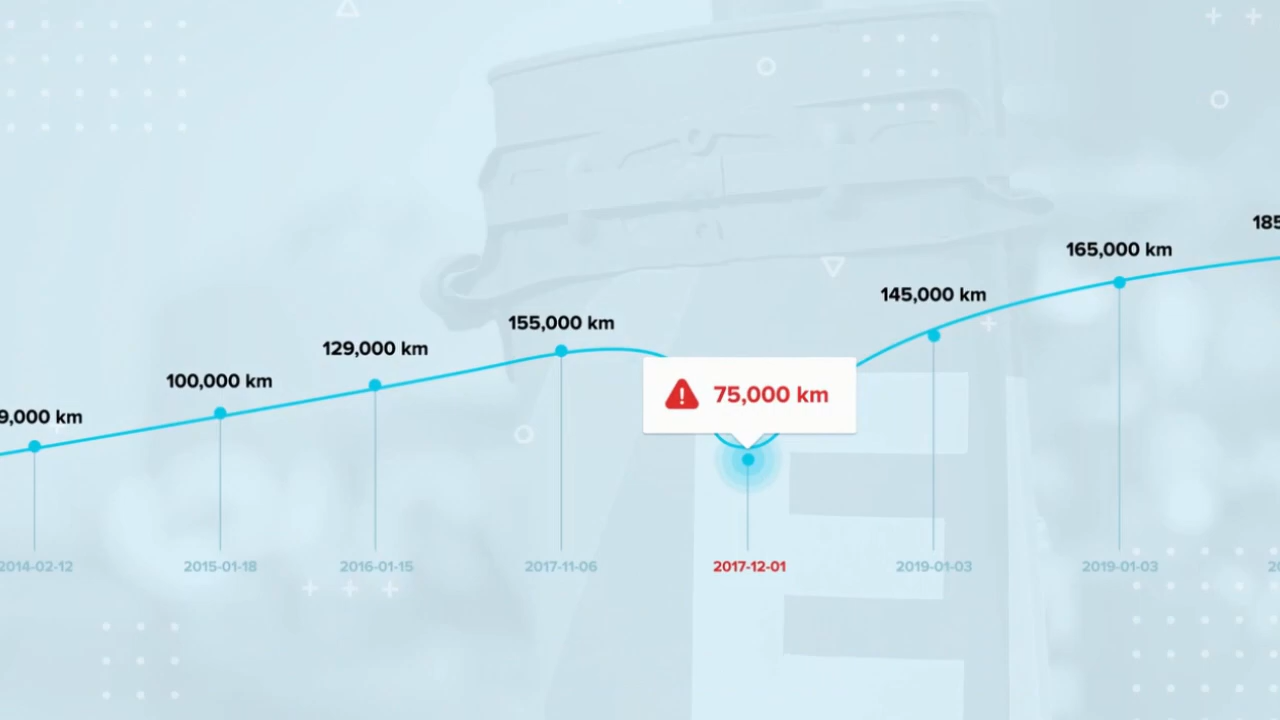 185
165,000 km
145,000 km
155,000 km
129,000 km
100,000 km
75,000 km
9,000 km
2014-02-12
2015-01-18
2016-01-15
2017-11-06
2017-12-01
2019-01-03
2019-01-03
20